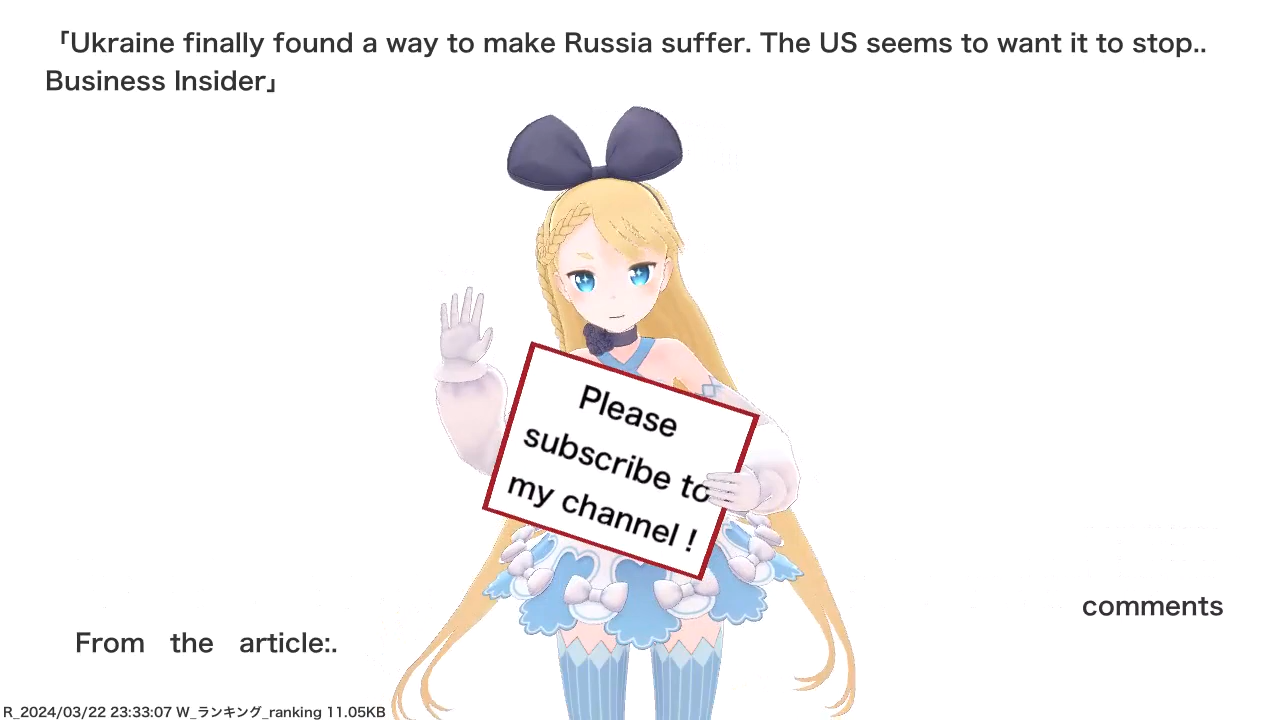 「Ukraine finally found a way to make Russia suffer. The US seems to want it to stop..
Business Insider」
Please
subscribe to
my channel !
comments
From the article:.
R_2024/03/22 23:33:07 W_ランキング_ranking 11.05KB